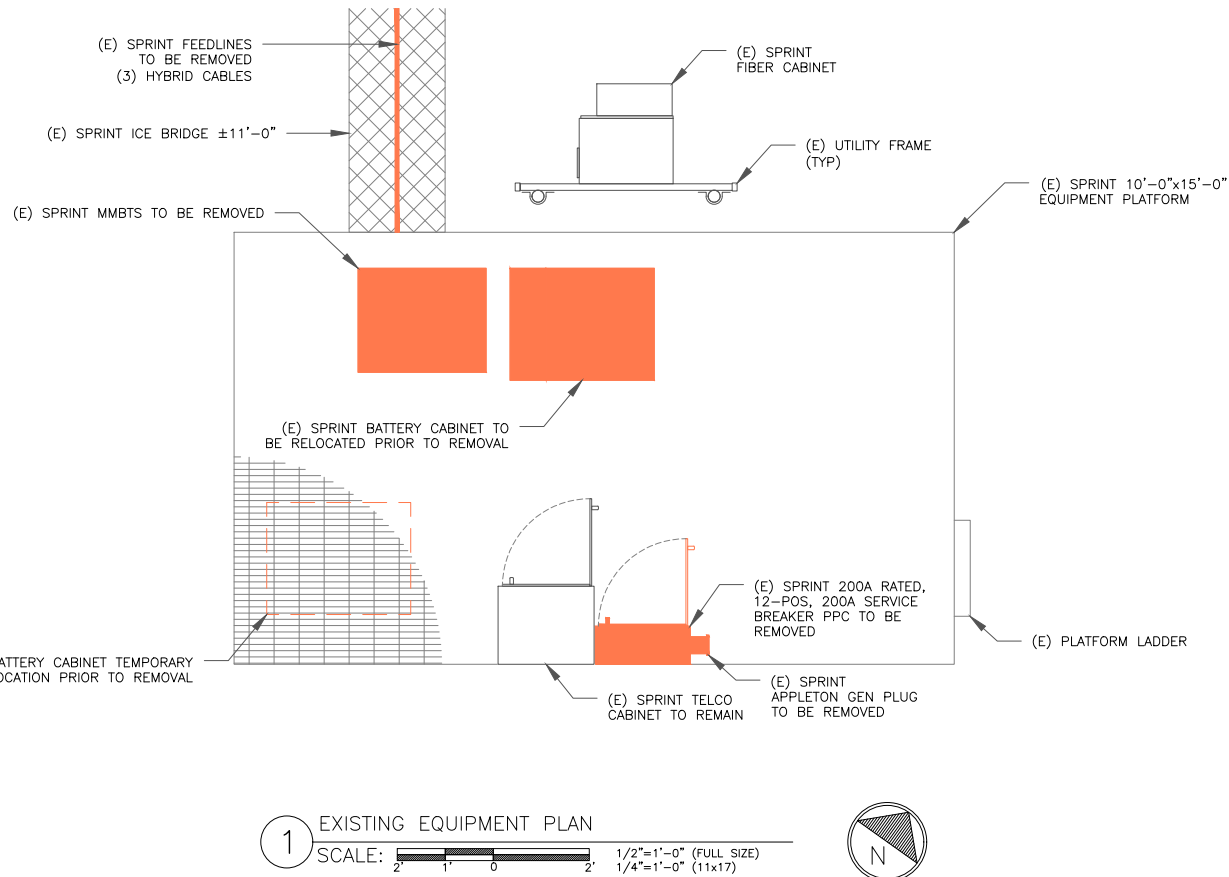 (E) SPRINT FEEDLINES
TO BE REMOVED
(3) HYBRID CABLES
(E) SPRINT
FIBER CABINET
(E) SPRINT ICE BRIDGE ±11'-0"
(E) UTILITY FRAME
(TYP)
(E) SPRINT 10'-0"x15'-0"
EQUIPMENT PLATFORM
(E) SPRINT MMBTS TO BE REMOVED
(E) SPRINT BATTERY CABINET TO
BE RELOCATED PRIOR TO REMOVAL
(E) SPRINT 200A RATED,
12-POS, 200A SERVICE
BREAKER PPC TO BE
REMOVED
(E) PLATFORM LADDER
CABINET TEMPORARY
PRIOR TO REMOVAL
(E) SPRINT TELCO
CABINET TO REMAIN
(E) SPRINT
APPLETON GEN PLUG
TO BE REMOVED
1
EXISTING EQUIPMENT PLAN
SCALE:
2' 1' 0 2'
1/2"=1'-0" (FULL SIZE)
1/4"=1'-0" (11x17)
N